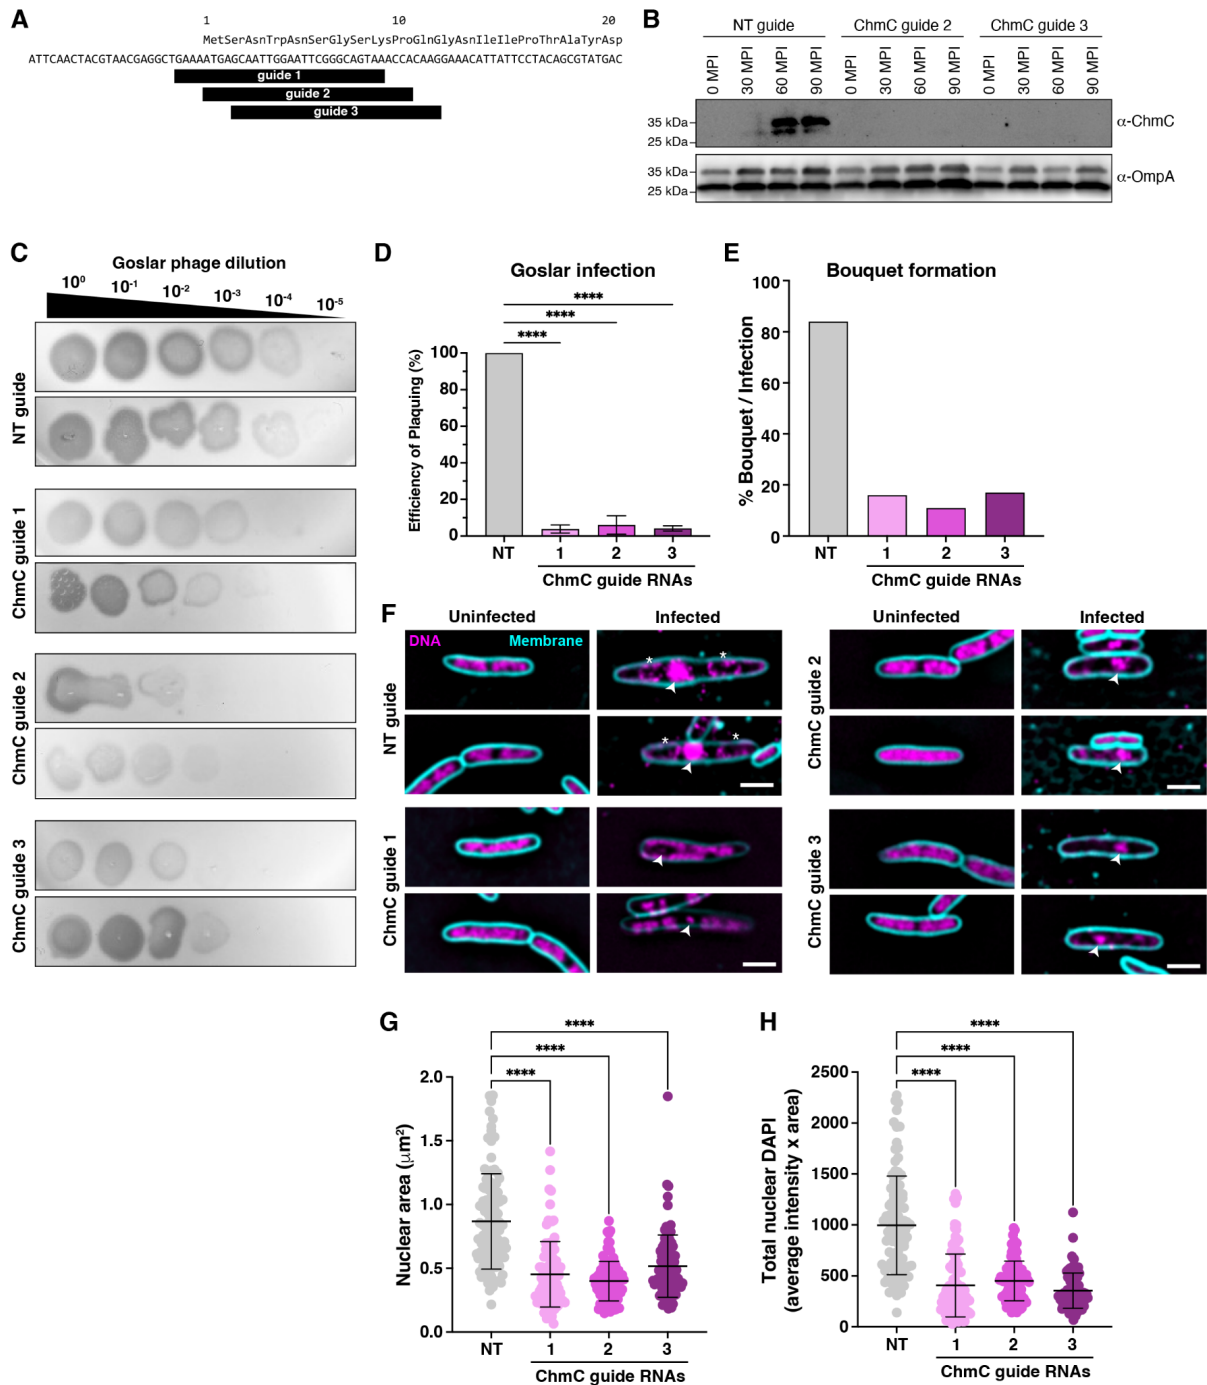 A
1 10 20
MetSerAsnTrpAsnSerGlySerLysProGlnGlyAsnIleIleProThrAlaTyrAsp
ATTCAACTACGTAACGAGGCTGAAAATGAGCAATTGGAATTCGGGCAGTAAACCACAAGGAAACATTATTCCTACAGCGTATGAC
guide 1
guide 2
guide 3
B
NT guide ChmC guide 2 ChmC guide 3
0 MPI 30 MPI 60 MPI 90 MPI 0 MPI 30 MPI 60 MPI 90 MPI 0 MPI 30 MPI 60 MPI 90 MPI
35 kDa
25 kDa
α-ChmC
35 kDa
25 kDa
α-OmpA
C
Goslar phage dilution
10⁰ 10⁻¹ 10⁻² 10⁻³ 10⁻⁴ 10⁻⁵
NT guide
ChmC guide 1
ChmC guide 2
ChmC guide 3
D
Goslar infection
****
****
****
Efficiency of Plaquing (%)
100
80
60
40
20
0
NT 1 2 3
ChmC guide RNAs
E
Bouquet formation
% Bouquet / Infection
100
80
60
40
20
0
NT 1 2 3
ChmC guide RNAs
F
Uninfected Infected Uninfected Infected
DNA Membrane
* *
* *
NT guide
ChmC guide 1
ChmC guide 2
ChmC guide 3
G
****
****
****
Nuclear area (μm²)
2.0
1.5
1.0
0.5
0.0
NT 1 2 3
ChmC guide RNAs
H
****
****
****
Total nuclear DAPI
(average intensity x area)
2500
2000
1500
1000
500
0
NT 1 2 3
ChmC guide RNAs